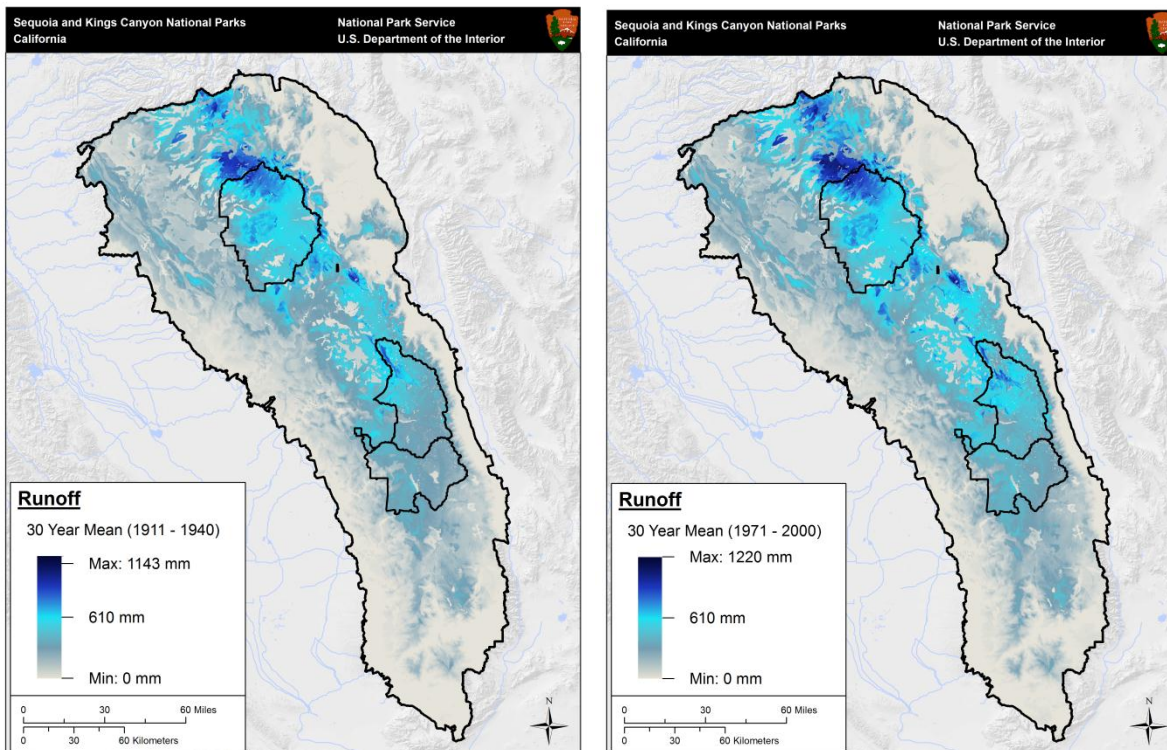 Sequoia and Kings Canyon National Parks
California
National Park Service
U.S. Department of the Interior
Runoff
30 Year Mean (1911 - 1940)
Max: 1143 mm
610 mm
Min: 0 mm
0 30 60 Miles
0 30 60 Kilometers
N
Sequoia and Kings Canyon National Parks
California
National Park Service
U.S. Department of the Interior
Runoff
30 Year Mean (1971 - 2000)
Max: 1220 mm
610 mm
Min: 0 mm
0 30 60 Miles
0 30 60 Kilometers
N